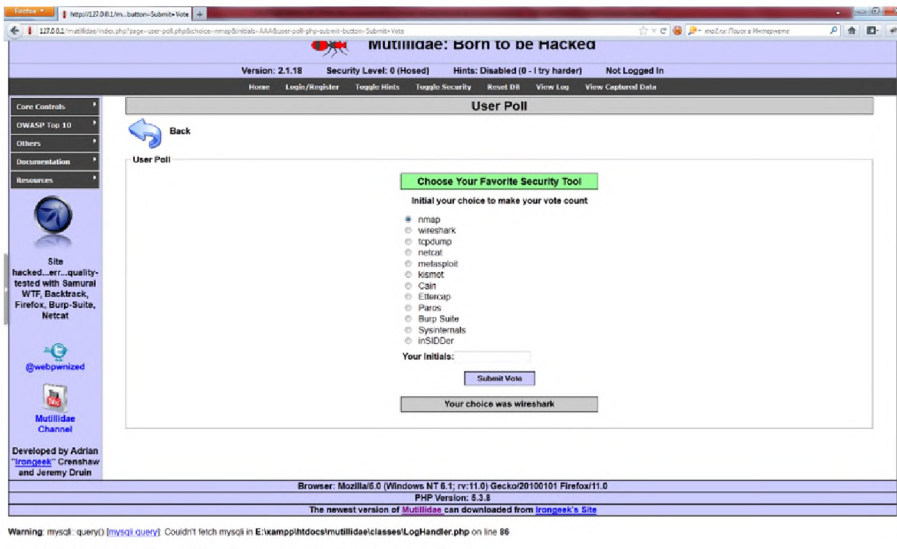 Firefox
http://127.0.0.1/m...button=Submit+Vote
127.0.0.1/mutillidae/index.php?page=user-poll.php&choice=nmap&initials=AAA&user-poll-php-submit-button=Submit+Vote
Яндекс: Поиск в Интернете
Mutillidae: Born to be Hacked
Version: 2.1.18 Security Level: 0 (Hosed) Hints: Disabled (0 - I try harder) Not Logged In
Home Login/Register Toggle Hints Toggle Security Reset DB View Log View Captured Data
Core Controls
OWASP Top 10
Others
Documentation
Resources
Site
hacked...err...quality-
tested with Samurai
WTF, Backtrack,
Firefox, Burp-Suite,
Netcat
@webpwnized
Mutillidae
Channel
Developed by Adrian
"Irongeek" Crenshaw
and Jeremy Druin
User Poll
Back
User Poll
Choose Your Favorite Security Tool
Initial your choice to make your vote count
nmap
wireshark
tcpdump
netcat
metasploit
kismet
Cain
Ettercap
Paros
Burp Suite
Sysinternals
inSIDDer
Your Initials:
Submit Vote
Your choice was wireshark
Browser: Mozilla/5.0 (Windows NT 6.1; rv:11.0) Gecko/20100101 Firefox/11.0
PHP Version: 5.3.8
The newest version of Mutillidae can downloaded from Irongeek's Site
Warning: mysqli::query() [mysqli.query]: Couldn't fetch mysqli in E:\xampp\htdocs\mutillidae\classes\LogHandler.php on line 86